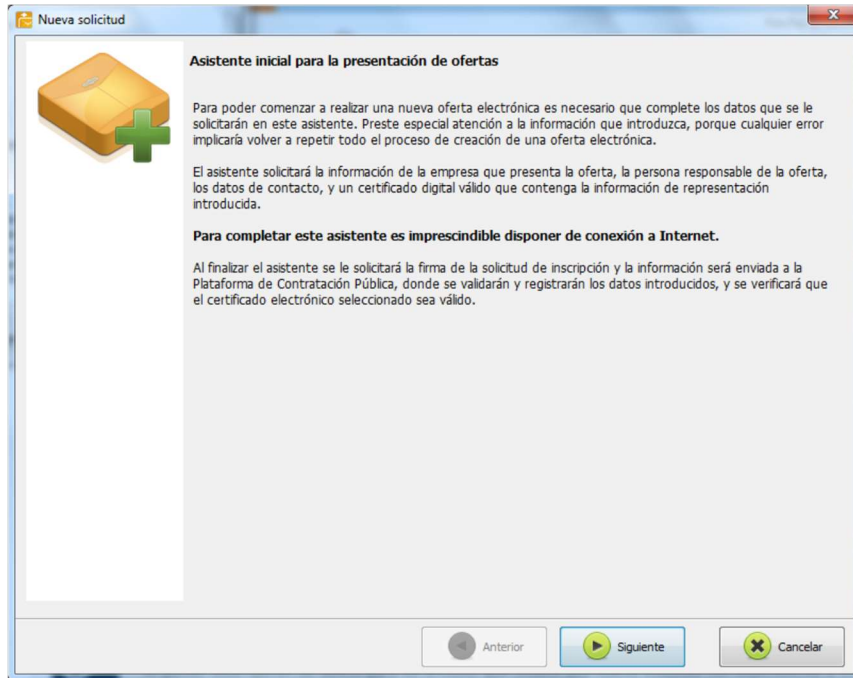 Nueva solicitud
Asistente inicial para la presentación de ofertas
Para poder comenzar a realizar una nueva oferta electrónica es necesario que complete los datos que se le
solicitarán en este asistente. Preste especial atención a la información que introduzca, porque cualquier error
implicaría volver a repetir todo el proceso de creación de una oferta electrónica.
El asistente solicitará la información de la empresa que presenta la oferta, la persona responsable de la oferta,
los datos de contacto, y un certificado digital válido que contenga la información de representación
introducida.
Para completar este asistente es imprescindible disponer de conexión a Internet.
Al finalizar el asistente se le solicitará la firma de la solicitud de inscripción y la información será enviada a la
Plataforma de Contratación Pública, donde se validarán y registrarán los datos introducidos, y se verificará que
el certificado electrónico seleccionado sea válido.
Anterior
Siguiente
Cancelar